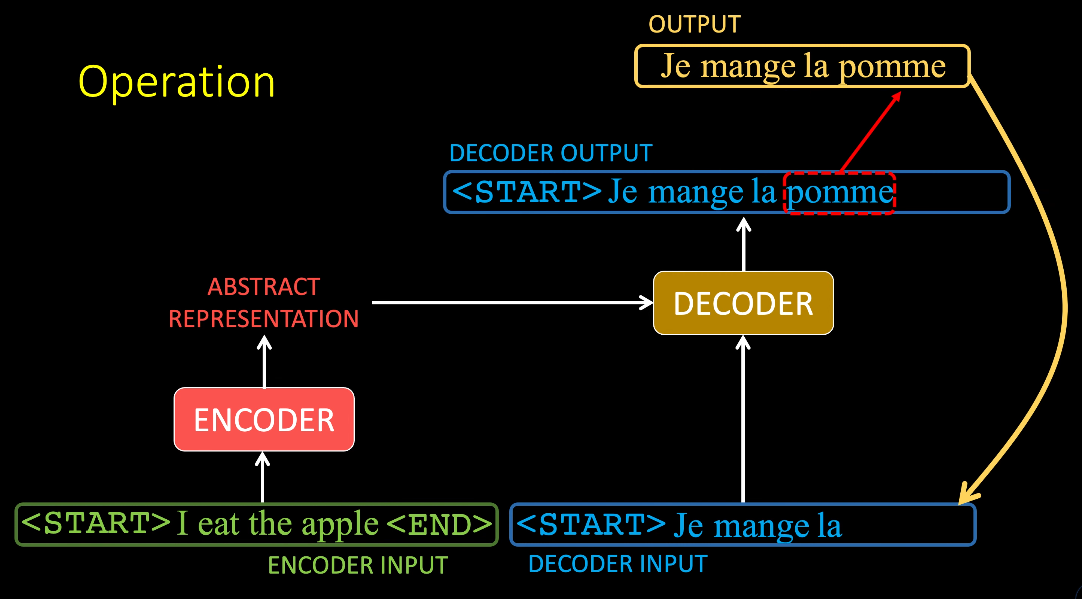 OUTPUT
Je mange la pomme
Operation
DECODER OUTPUT
<START> Je mange la pomme
ABSTRACT
REPRESENTATION
DECODER
ENCODER
<START> I eat the apple <END>
<START> Je mange la
ENCODER INPUT
DECODER INPUT